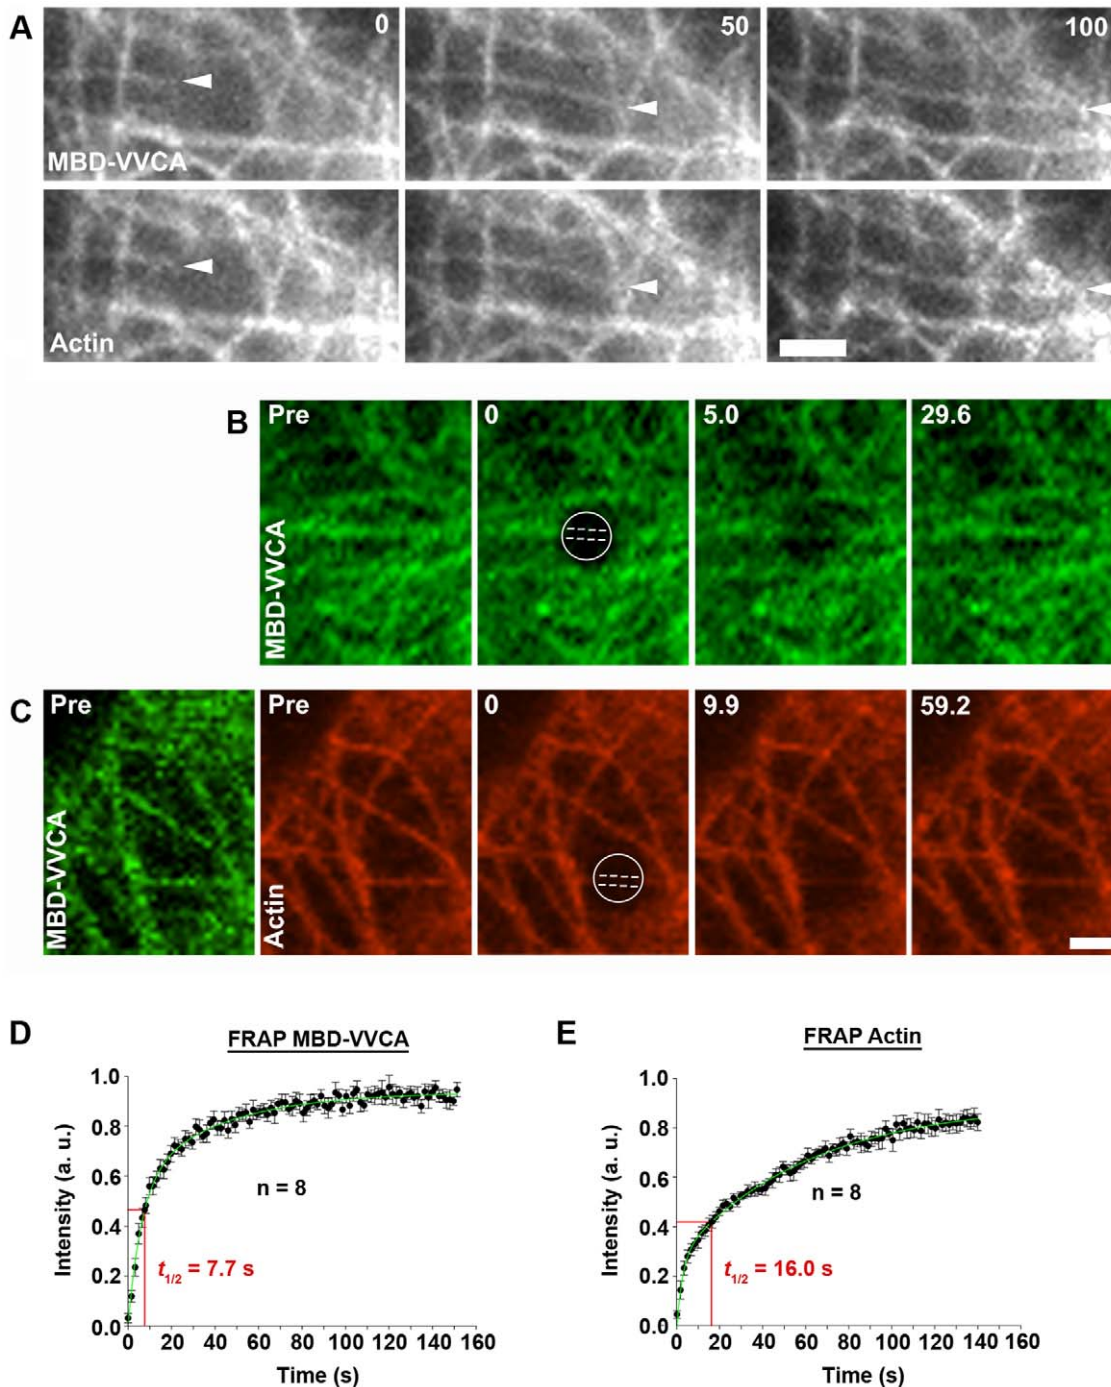 A
0
50
100
MBD-VVCA
Actin
B
Pre
0
5.0
29.6
MBD-VVCA
C
Pre
Pre
0
9.9
59.2
MBD-VVCA
Actin
D
FRAP MBD-VVCA
1.0
0.8
0.6
0.4
0.2
0.0
Intensity (a. u.)
n = 8
t1/2 = 7.7 s
0 20 40 60 80 100 120 140 160
Time (s)
E
FRAP Actin
1.0
0.8
0.6
0.4
0.2
0.0
Intensity (a. u.)
n = 8
t1/2 = 16.0 s
0 20 40 60 80 100 120 140 160
Time (s)